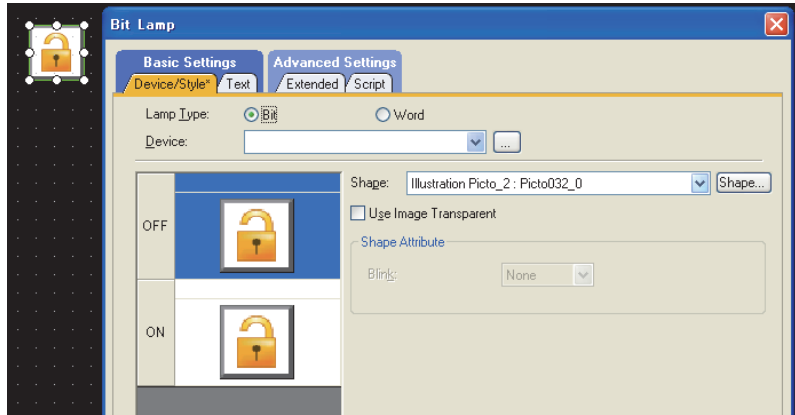 Bit Lamp
Basic Settings Advanced Settings
Device/Style* Text Extended Script
Lamp Type: Bit Word
Device: ...
Shape: Illustration Picto_2 : Picto032_0 Shape...
Use Image Transparent
OFF
Shape Attribute
Blink: None
ON